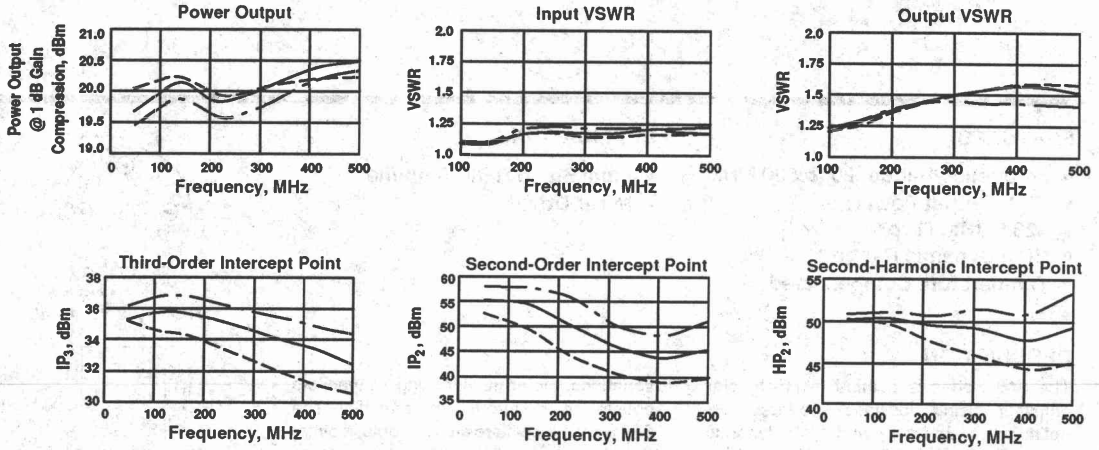 Power Output
Power Output
@ 1 dB Gain
Compression, dBm
21.0
20.5
20.0
19.5
19.0
0 100 200 300 400 500
Frequency, MHz
Input VSWR
VSWR
2.0
1.75
1.5
1.25
1.0
100 200 300 400 500
Frequency, MHz
Output VSWR
VSWR
2.0
1.75
1.5
1.25
1.0
100 200 300 400 500
Frequency, MHz
Third-Order Intercept Point
IP3, dBm
38
36
34
32
30
0 100 200 300 400 500
Frequency, MHz
Second-Order Intercept Point
IP2, dBm
60
55
50
45
40
35
0 100 200 300 400 500
Frequency, MHz
Second-Harmonic Intercept Point
HP2, dBm
55
50
45
40
0 100 200 300 400 500
Frequency, MHz